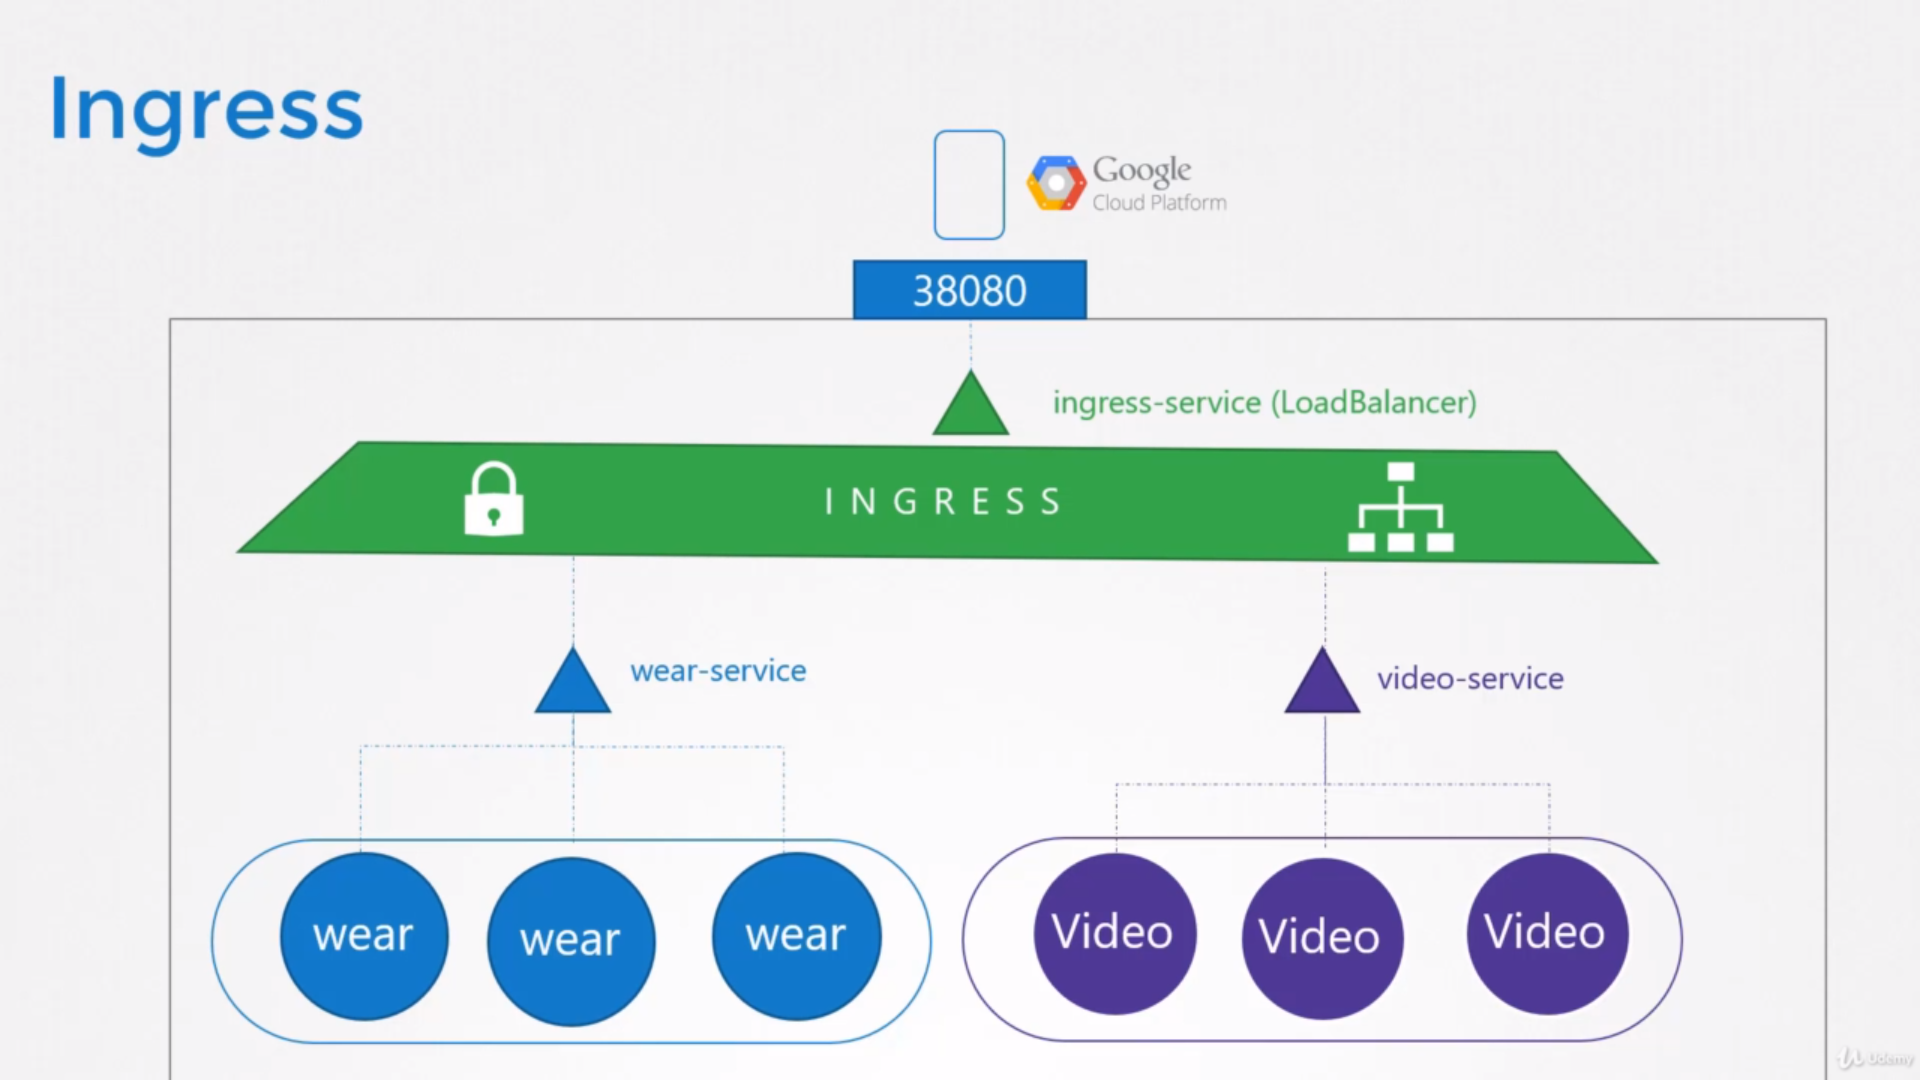 Ingress
Google
Cloud Platform
38080
ingress-service (LoadBalancer)
INGRESS
wear-service
video-service
wear
wear
wear
Video
Video
Video
Udemy